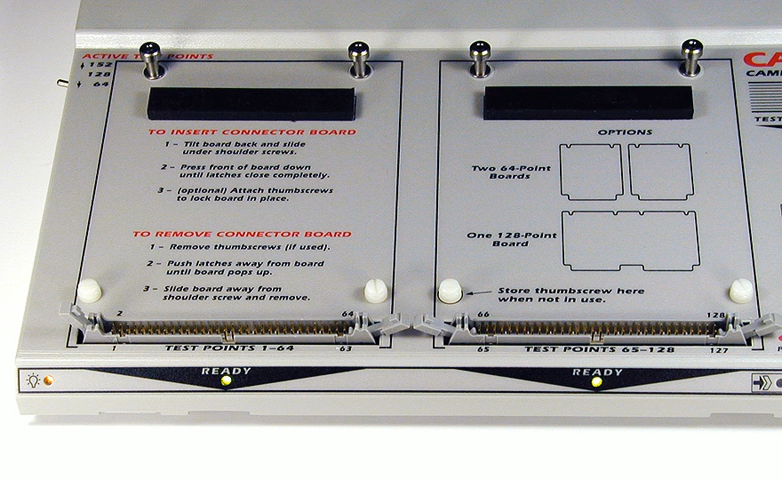 ACTIVE T POINTS
152
128
64
TO INSERT CONNECTOR BOARD
1 – Tilt board back and slide
under shoulder screws.
2 – Press front of board down
until latches close completely.
3 – (optional) Attach thumbscrews
to lock board in place.
TO REMOVE CONNECTOR BOARD
1 – Remove thumbscrews (if used).
2 – Push latches away from board
until board pops up.
3 – Slide board away from
shoulder screw and remove.
2
64
1
TEST POINTS 1–64
63
READY
OPTIONS
Two 64-Point
Boards
One 128-Point
Board
Store thumbscrew here
when not in use.
66
128
65
TEST POINTS 65–128
127
READY
CA
CAM
TEST